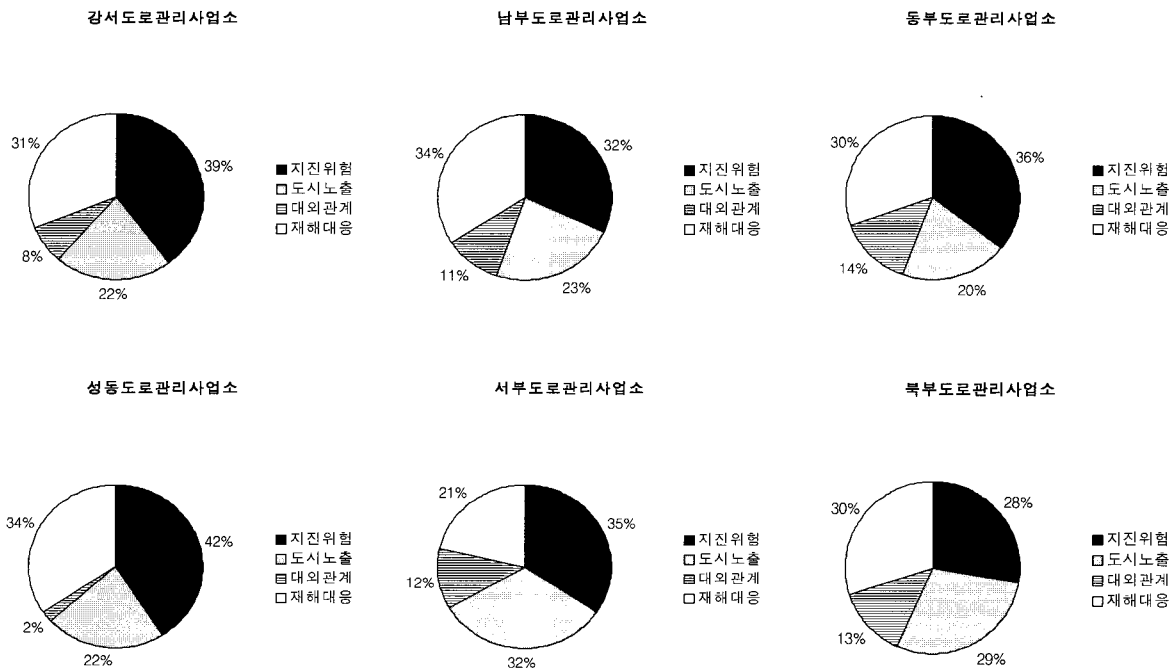 강서도로관리사업소
31%
39%
8%
22%
■지진위험
□도시노출
대외관계
□재해대응
남부도로관리사업소
34%
32%
11%
23%
■지진위험
도시노출
대외관계
□재해대응
동부도로관리사업소
30%
36%
14%
20%
■지진위험
도시노출
대외관계
□재해대응
성동도로관리사업소
34%
42%
2%
22%
■지진위험
도시노출
대외관계
□재해대응
서부도로관리사업소
21%
35%
12%
32%
■지진위험
□도시노출
대외관계
□재해대응
북부도로관리사업소
30%
28%
13%
29%
■지진위험
도시노출
대외관계
□재해대응